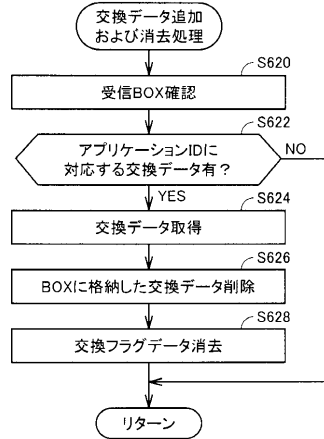 交換データ追加
および消去処理
S620
受信BOX確認
S622
アプリケーションIDに
対応する交換データ有？
NO
YES
S624
交換データ取得
S626
BOXに格納した交換データ削除
S628
交換フラグデータ消去
リターン